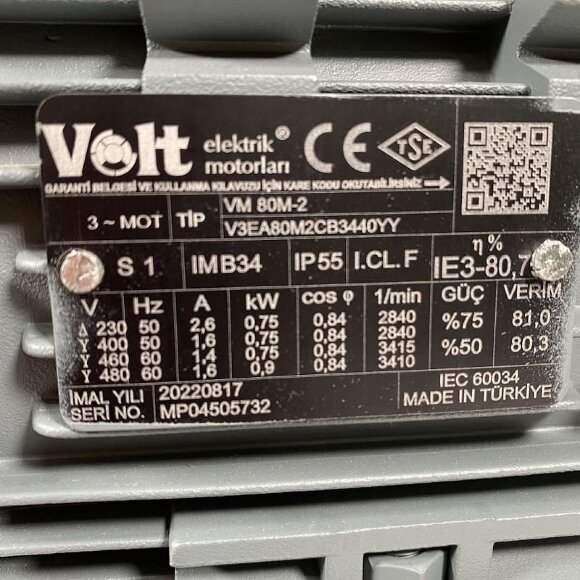 Volt elektrik® motorları CE TSE
GARANTİ BELGESİ VE KULLANMA KILAVUZU İÇİN KARE KODU OKUTABİLİRSİNİZ
3 ~ MOT TİP VM 80M-2
V3EA80M2CB3440YY
S 1 IM B34 IP55 I.CL. F η % IE3-80,7
V Hz A kW cos φ 1/min GÜÇ VERİM
Δ 230 50 2,6 0,75 0,84 2840 %75 81,0
Y 400 50 1,6 0,75 0,84 2840
Y 460 60 1,4 0,75 0,84 3415 %50 80,3
Y 480 60 1,6 0,9 0,84 3410
İMAL YILI 20220817 IEC 60034
SERİ NO. MP04505732 MADE IN TÜRKİYE